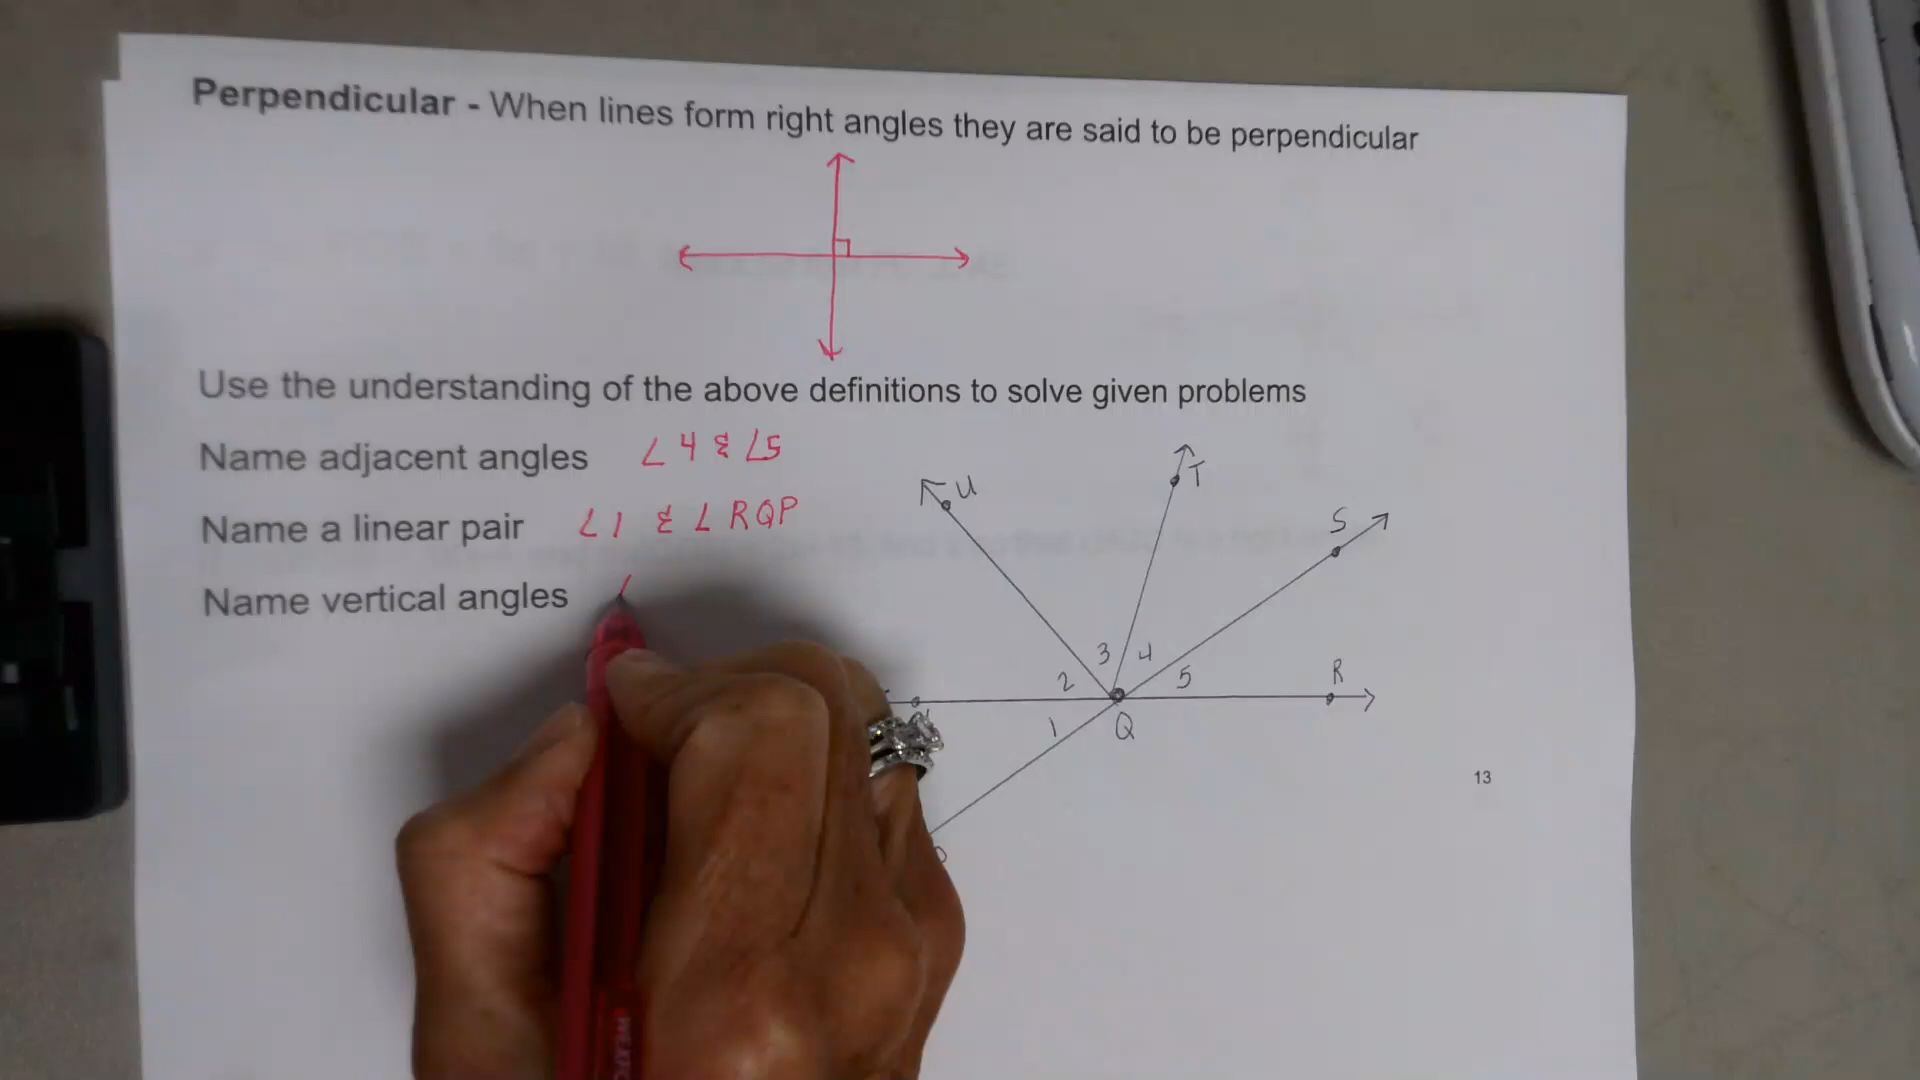 Perpendicular - When lines form right angles they are said to be perpendicular
Use the understanding of the above definitions to solve given problems
Name adjacent angles ∠4 & ∠5
Name a linear pair ∠1 & ∠RQP
Name vertical angles ∠
U
T
S
R
3 4
2 5
1 Q
13